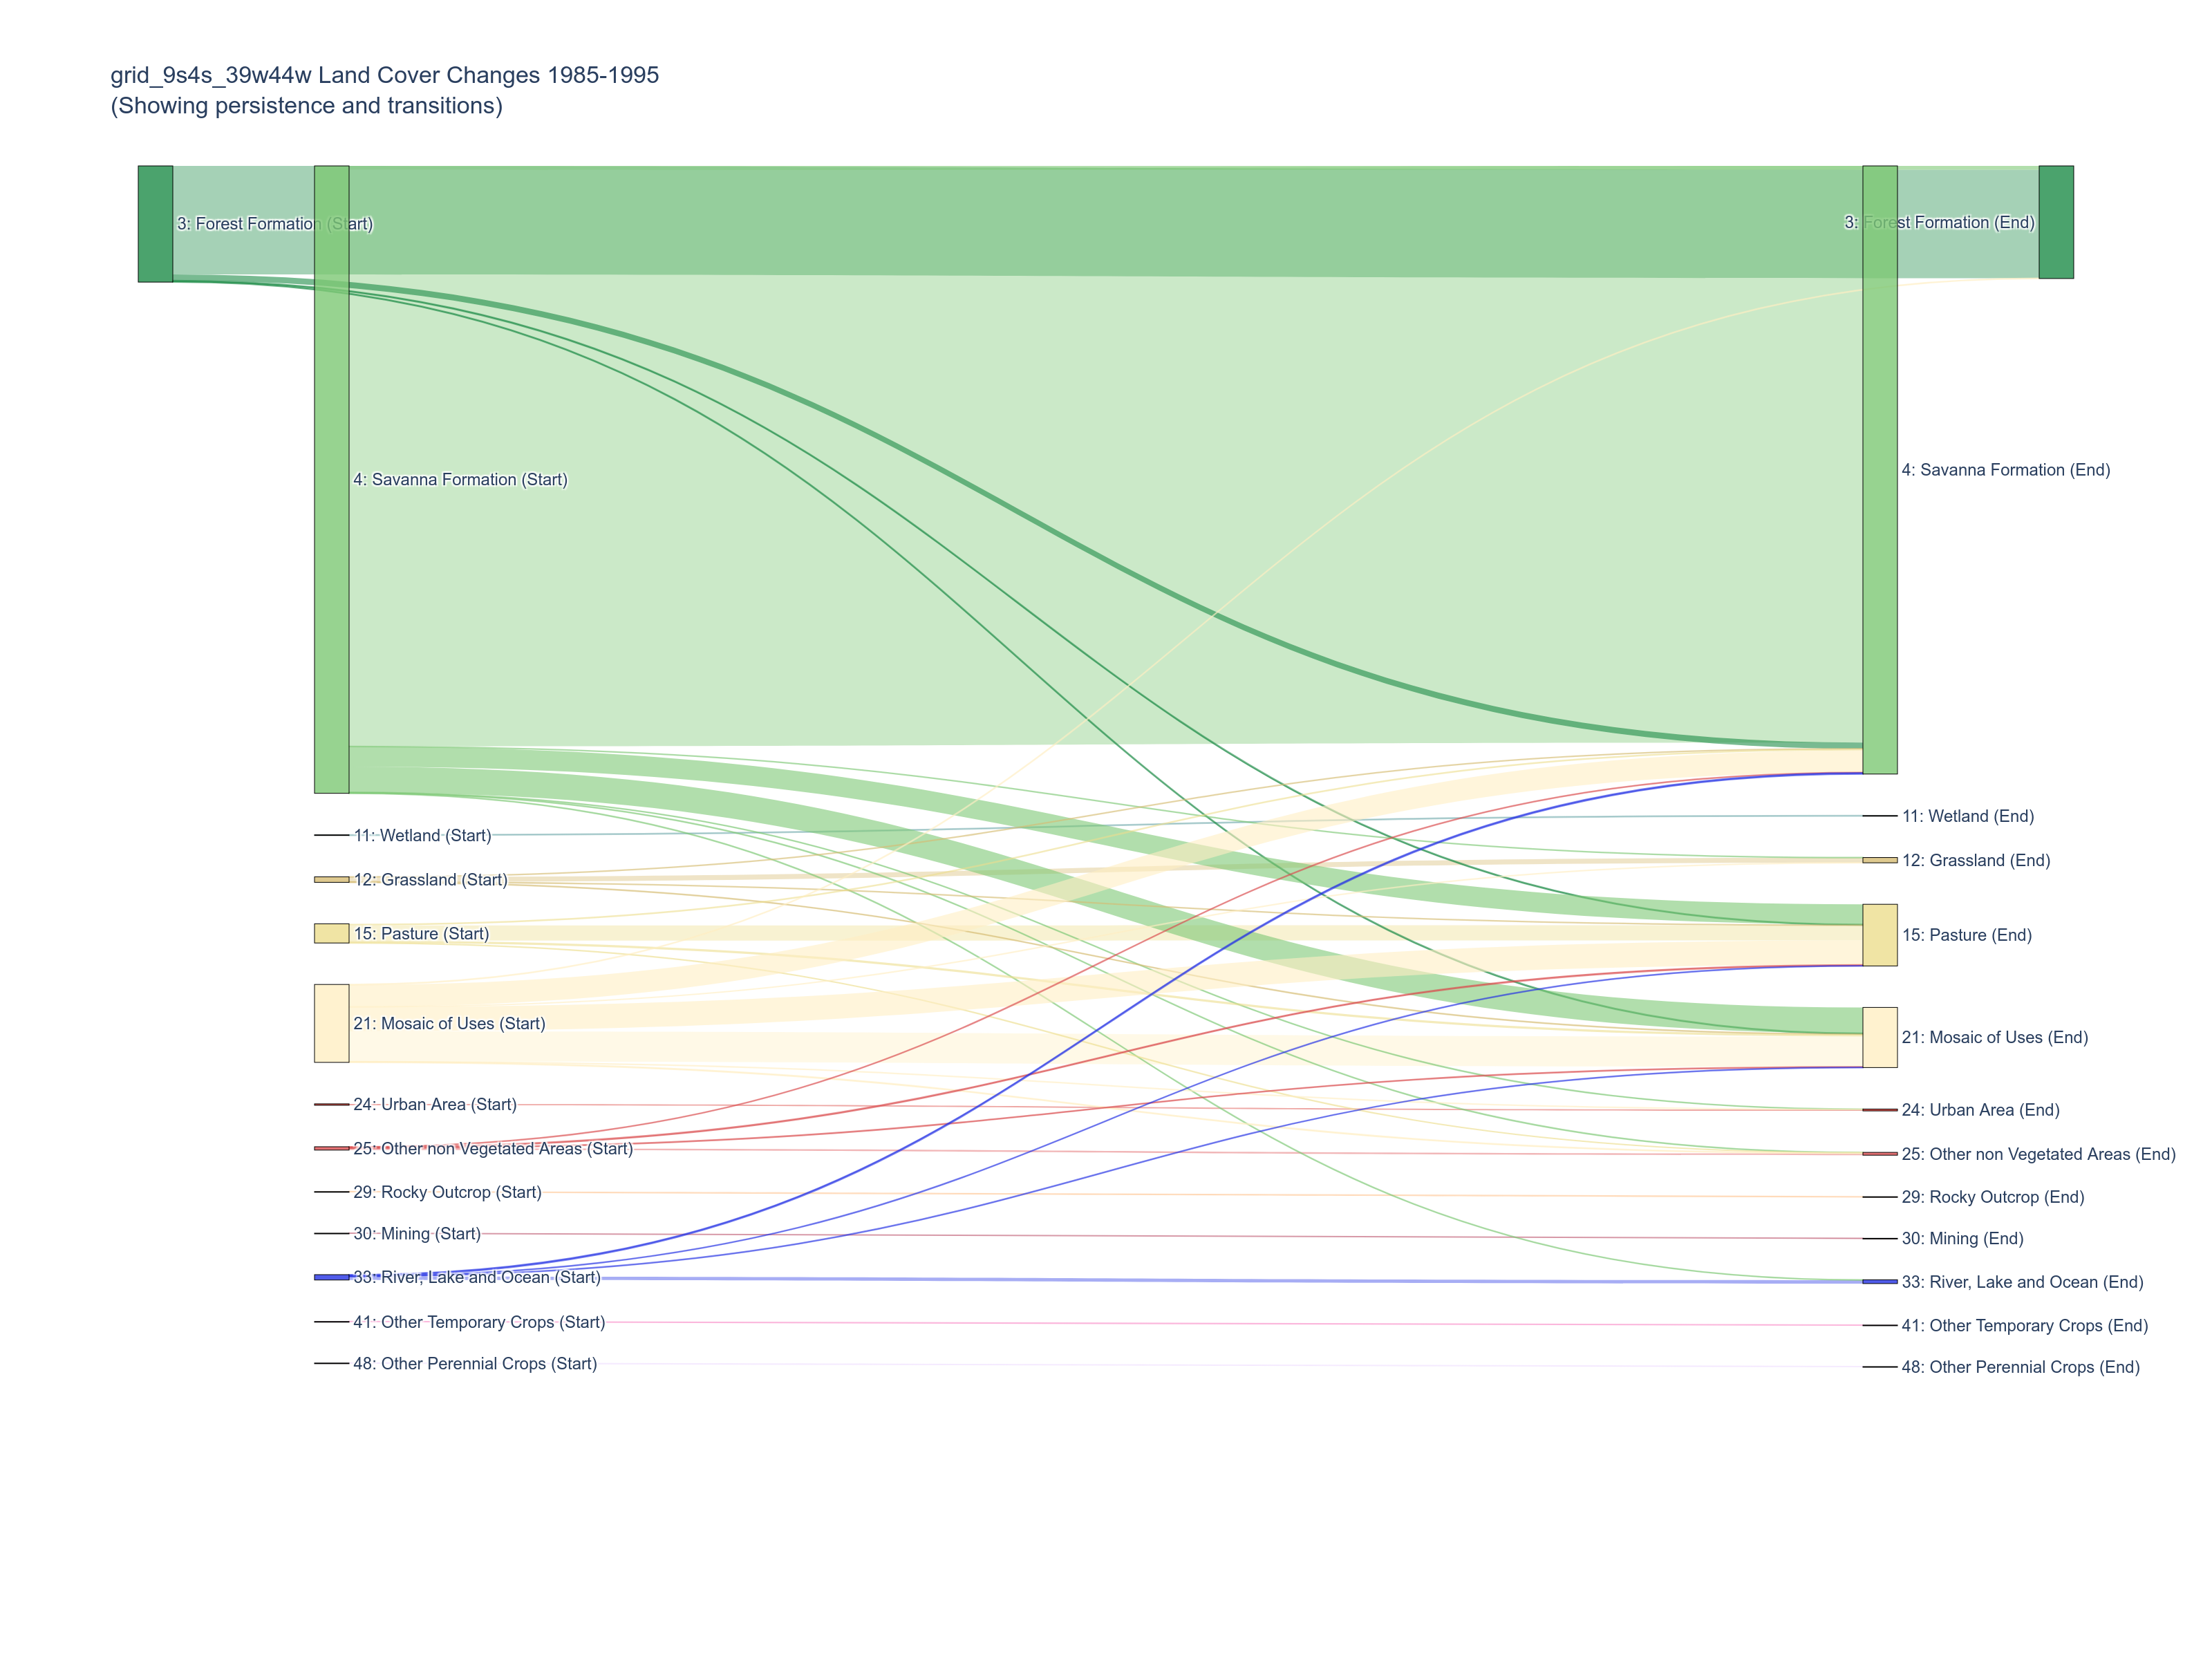 grid_9s4s_39w44w Land Cover Changes 1985-1995
(Showing persistence and transitions)
3: Forest Formation (Start)
3: Forest Formation (End)
4: Savanna Formation (Start)
4: Savanna Formation (End)
11: Wetland (Start)
11: Wetland (End)
12: Grassland (Start)
12: Grassland (End)
15: Pasture (Start)
15: Pasture (End)
21: Mosaic of Uses (Start)
21: Mosaic of Uses (End)
24: Urban Area (Start)
24: Urban Area (End)
25: Other non Vegetated Areas (Start)
25: Other non Vegetated Areas (End)
29: Rocky Outcrop (Start)
29: Rocky Outcrop (End)
30: Mining (Start)
30: Mining (End)
33: River, Lake and Ocean (Start)
33: River, Lake and Ocean (End)
41: Other Temporary Crops (Start)
41: Other Temporary Crops (End)
48: Other Perennial Crops (Start)
48: Other Perennial Crops (End)